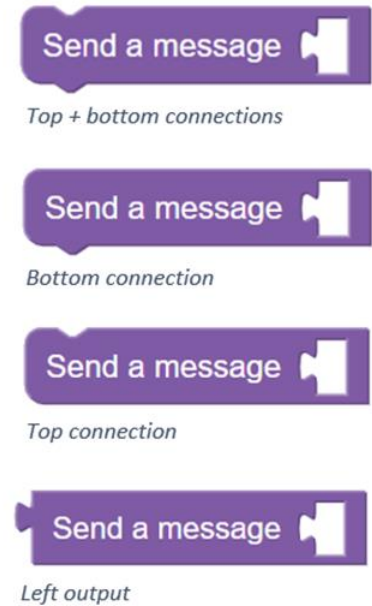 Send a message
Top + bottom connections
Send a message
Bottom connection
Send a message
Top connection
Send a message
Left output